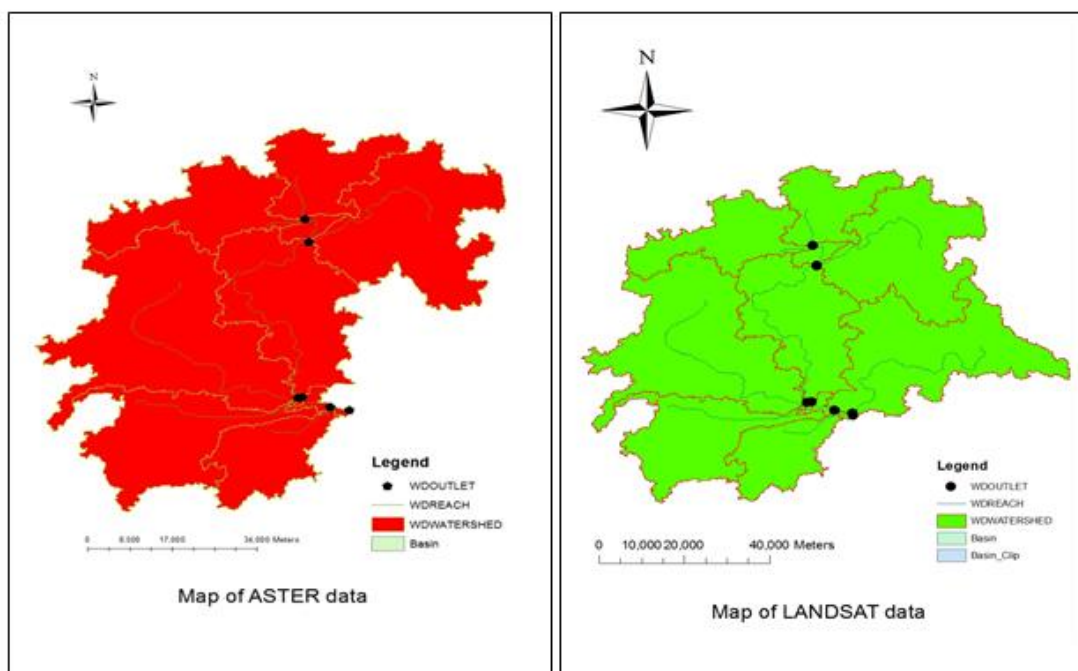 N
Legend
WDOUTLET
WDREACH
WDWATERSHED
Basin
0 8,500 17,000 34,000 Meters
Map of ASTER data
N
Legend
WDOUTLET
WDREACH
WDWATERSHED
Basin
Basin_Clip
0 10,000 20,000 40,000 Meters
Map of LANDSAT data